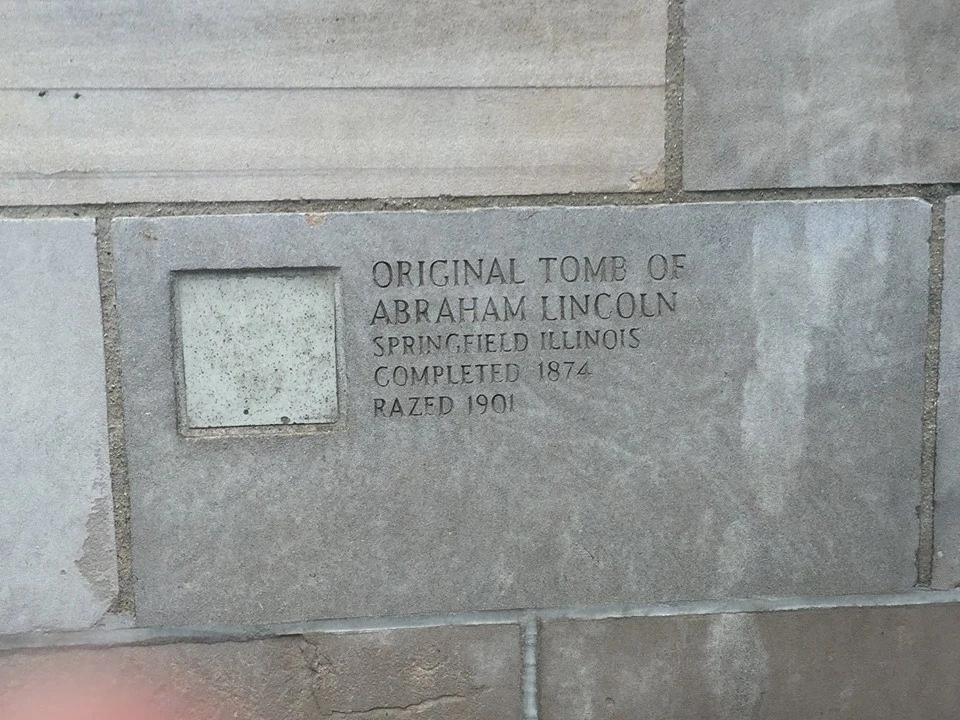 ORIGINAL TOMB OF
ABRAHAM LINCOLN
SPRINGFIELD ILLINOIS
COMPLETED 1874
RAZED 1901